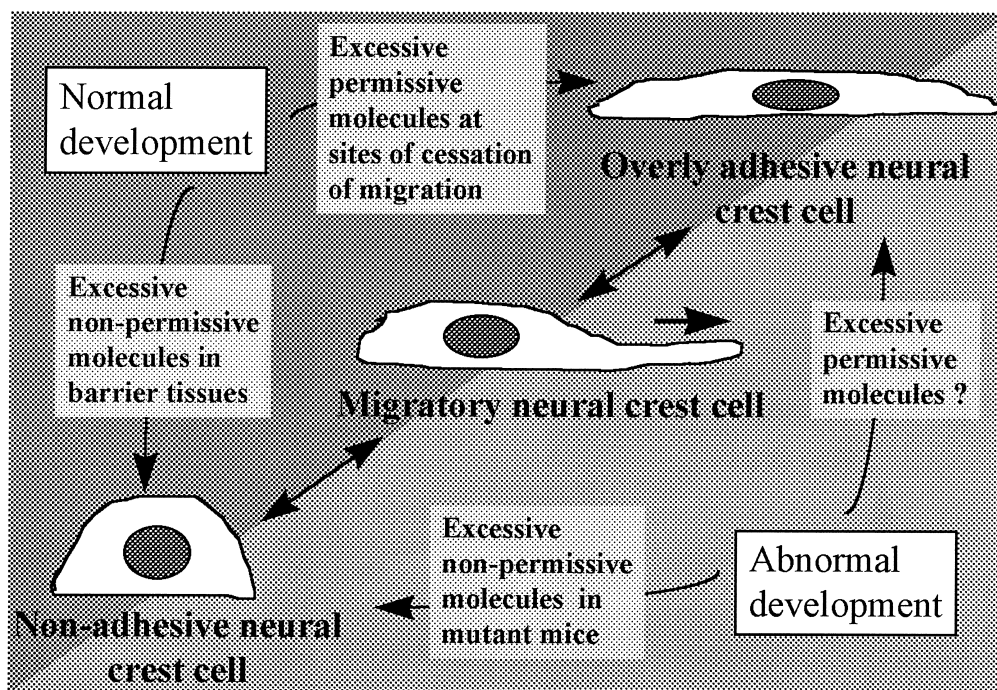 Normal
development
Excessive
permissive
molecules at
sites of cessation
of migration
Overly adhesive neural
crest cell
Excessive
non-permissive
molecules in
barrier tissues
Migratory neural crest cell
Excessive
permissive
molecules ?
Non-adhesive neural
crest cell
Excessive
non-permissive
molecules in
mutant mice
Abnormal
development